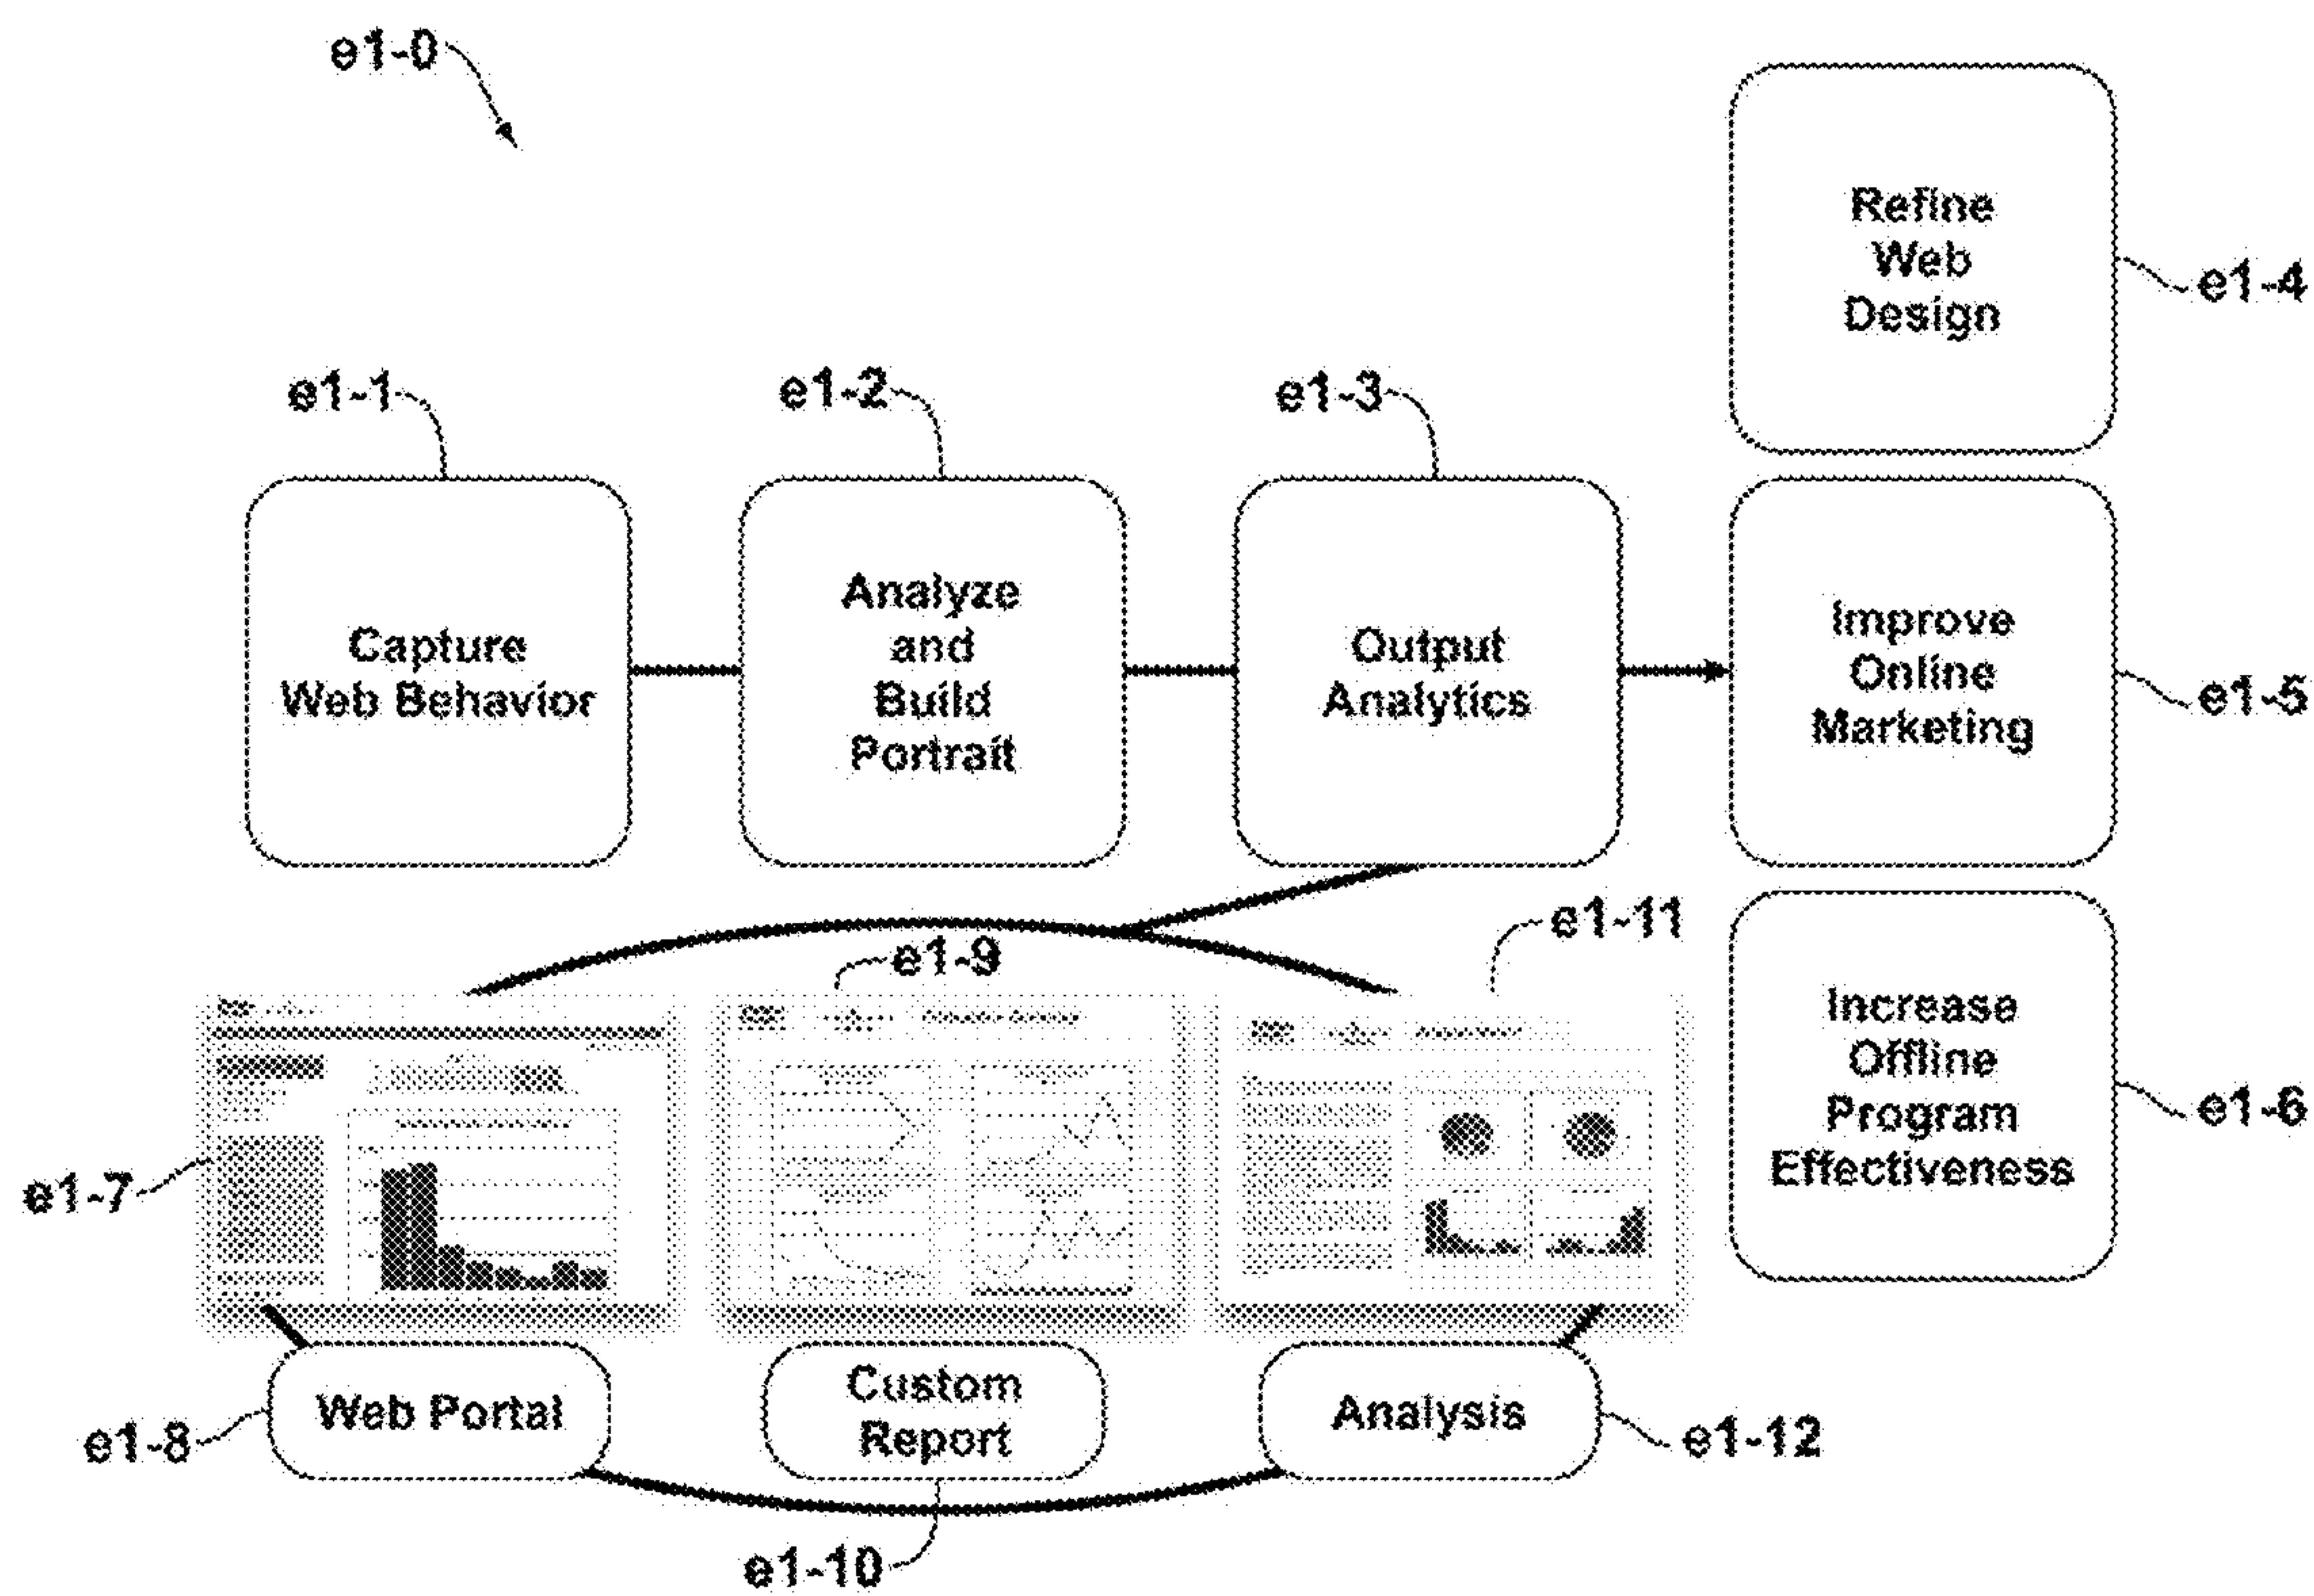 e1-0
Refine
Web
Design
e1-4
e1-1
e1-2
e1-3
Capture
Web Behavior
Analyze
and
Build
Portrait
Output
Analytics
Improve
Online
Marketing
e1-5
e1-9
e1-11
Increase
Offline
Program
Effectiveness
e1-6
e1-7
Web Portal
e1-8
Custom
Report
e1-10
Analysis
e1-12